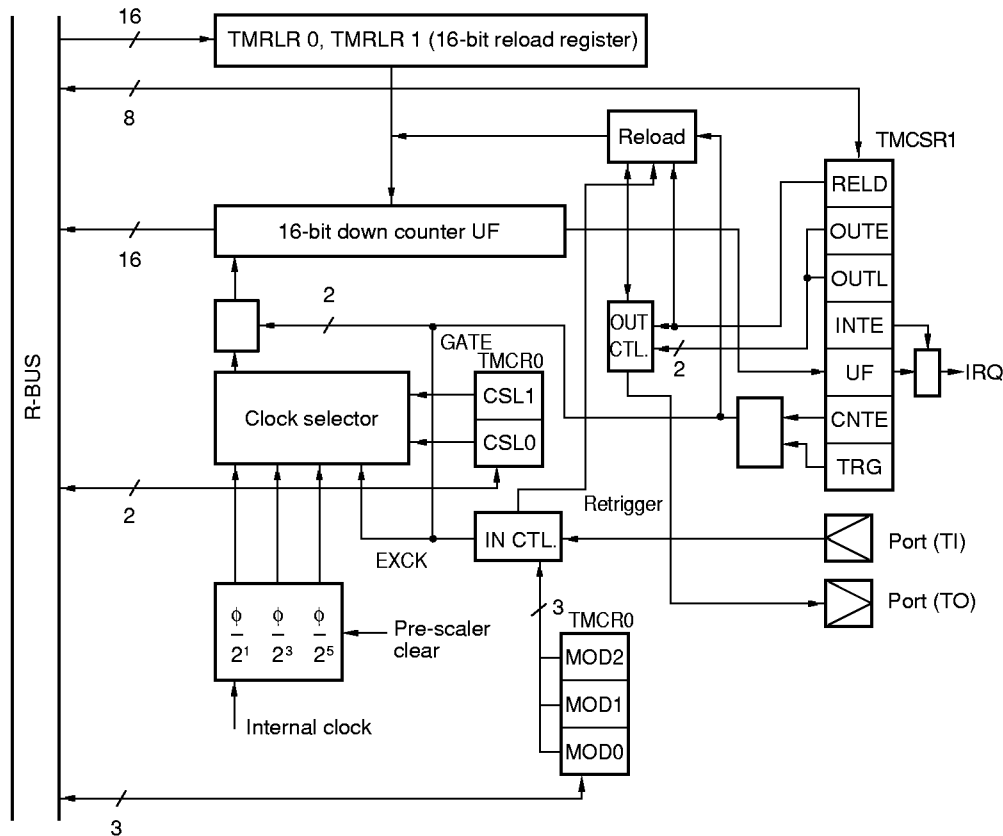 16
TMRLR 0, TMRLR 1 (16-bit reload register)
8
Reload
TMCSR1
RELD
16-bit down counter UF
OUTE
16
OUTL
2
OUT
CTL.
INTE
GATE
2
TMCR0
UF
IRQ
R-BUS
CSL1
Clock selector
CNTE
CSL0
TRG
2
Retrigger
IN CTL.
Port (TI)
EXCK
3
Port (TO)
TMCR0
ϕ ϕ ϕ
2¹ 2³ 2⁵
Pre-scaler
clear
MOD2
MOD1
Internal clock
MOD0
3